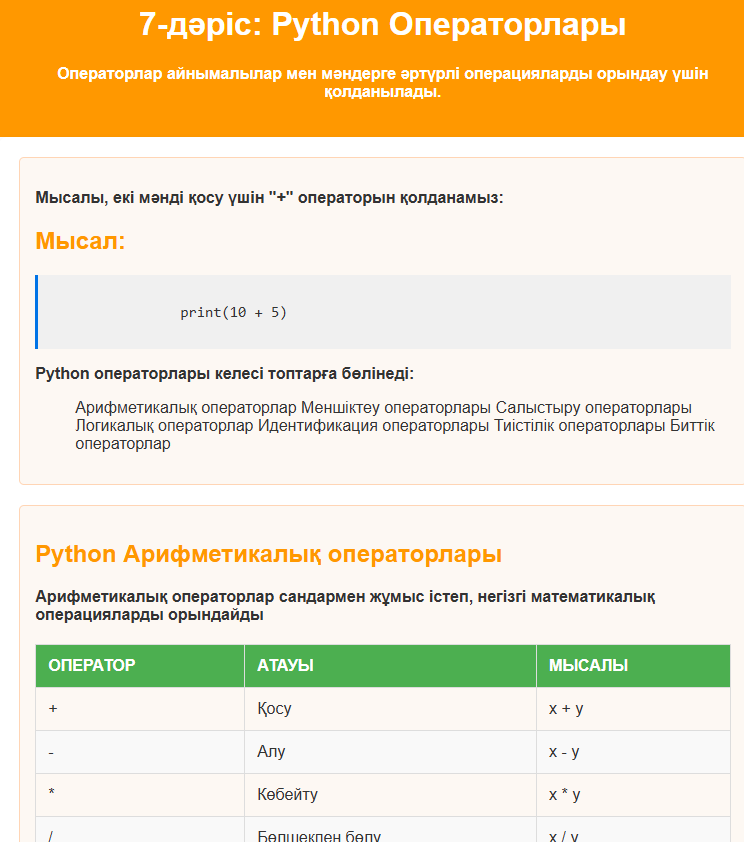 7-дәріс: Python Операторлары
Операторлар айнымалылар мен мәндерге әртүрлі операцияларды орындау үшін
қолданылады.
Мысалы, екі мәнді қосу үшін "+" операторын қолданамыз:
Мысал:
print(10 + 5)
Python операторлары келесі топтарға бөлінеді:
Арифметикалық операторлар Меншіктеу операторлары Салыстыру операторлары
Логикалық операторлар Идентификация операторлары Тиістілік операторлары Биттік
операторлар
Python Арифметикалық операторлары
Арифметикалық операторлар сандармен жұмыс істеп, негізгі математикалық
операцияларды орындайды
ОПЕРАТОР АТАУЫ МЫСАЛЫ
+ Қосу x + y
- Алу x - y
* Көбейту x * y
/ Бөлшекпен бөлу x / y